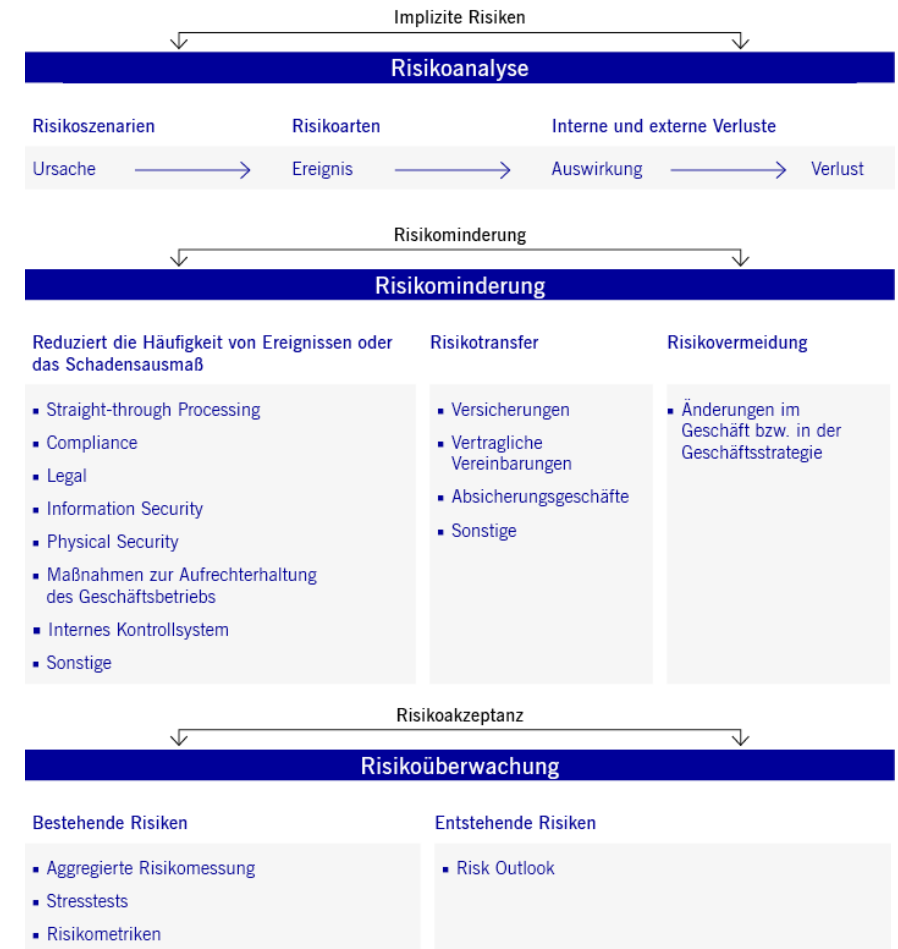 Implizite Risiken
Risikoanalyse
Risikoszenarien
Risikoarten
Interne und externe Verluste
Ursache
Ereignis
Auswirkung
Verlust
Risikominderung
Risikominderung
Reduziert die Häufigkeit von Ereignissen oder
das Schadensausmaß
▪ Straight-through Processing
▪ Compliance
▪ Legal
▪ Information Security
▪ Physical Security
▪ Maßnahmen zur Aufrechterhaltung
des Geschäftsbetriebs
▪ Internes Kontrollsystem
▪ Sonstige
Risikotransfer
▪ Versicherungen
▪ Vertragliche
Vereinbarungen
▪ Absicherungsgeschäfte
▪ Sonstige
Risikovermeidung
▪ Änderungen im
Geschäft bzw. in der
Geschäftsstrategie
Risikoakzeptanz
Risikoüberwachung
Bestehende Risiken
▪ Aggregierte Risikomessung
▪ Stresstests
▪ Risikometriken
Entstehende Risiken
▪ Risk Outlook